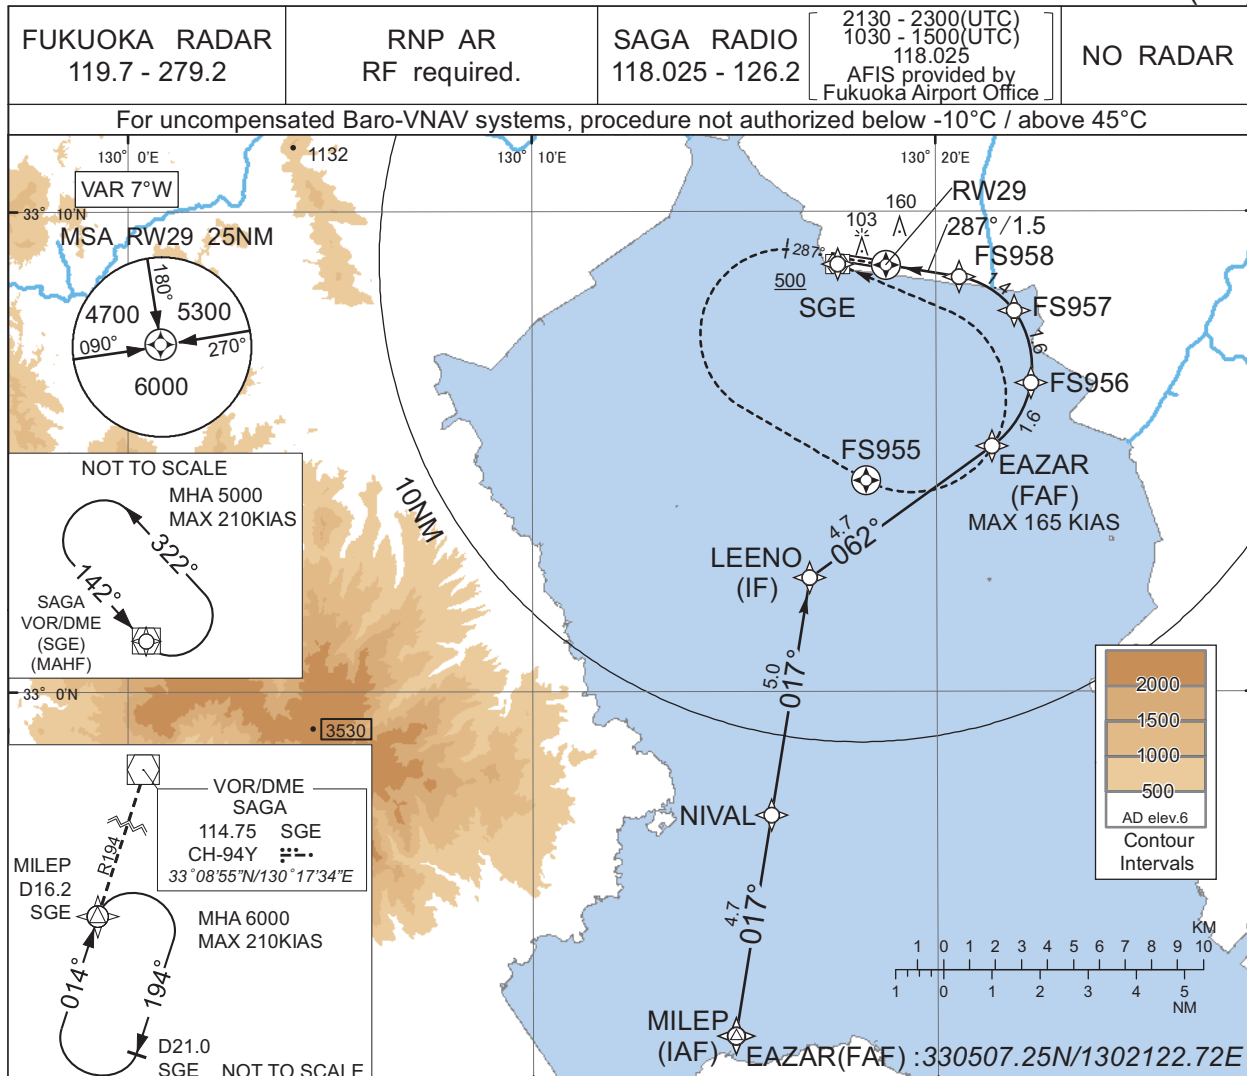 FUKUOKA RADAR
119.7 - 279.2
RNP AR
RF required.
SAGA RADIO
118.025 - 126.2
2130 - 2300(UTC)
1030 - 1500(UTC)
118.025
AFIS provided by
Fukuoka Airport Office
NO RADAR
For uncompensated Baro-VNAV systems, procedure not authorized below -10°C / above 45°C
130° 0'E
130° 10'E
130° 20'E
1132
VAR 7°W
33° 10'N
MSA RW29 25NM
180°
4700
5300
090°
270°
6000
RW29
160
103
287°/1.5
287°
FS958
500
SGE
1.4
FS957
1.6
FS956
1.6
FS955
EAZAR
(FAF)
MAX 165 KIAS
10NM
4.7
062°
LEENO
(IF)
NOT TO SCALE
MHA 5000
MAX 210KIAS
322°
142°
SAGA
VOR/DME
(SGE)
(MAHF)
5.0
017°
33° 0'N
3530
2000
1500
1000
500
AD elev.6
Contour
Intervals
VOR/DME
SAGA
114.75 SGE
CH-94Y
33°08'55"N/130°17'34"E
R194
MILEP
D16.2
SGE
MHA 6000
MAX 210KIAS
014°
194°
D21.0
SGE
NOT TO SCALE
NIVAL
4.7
017°
KM
1 0 1 2 3 4 5 6 7 8 9 10
1 0 1 2 3 4 5
NM
MILEP
(IAF)
EAZAR(FAF) :330507.25N/1302122.72E